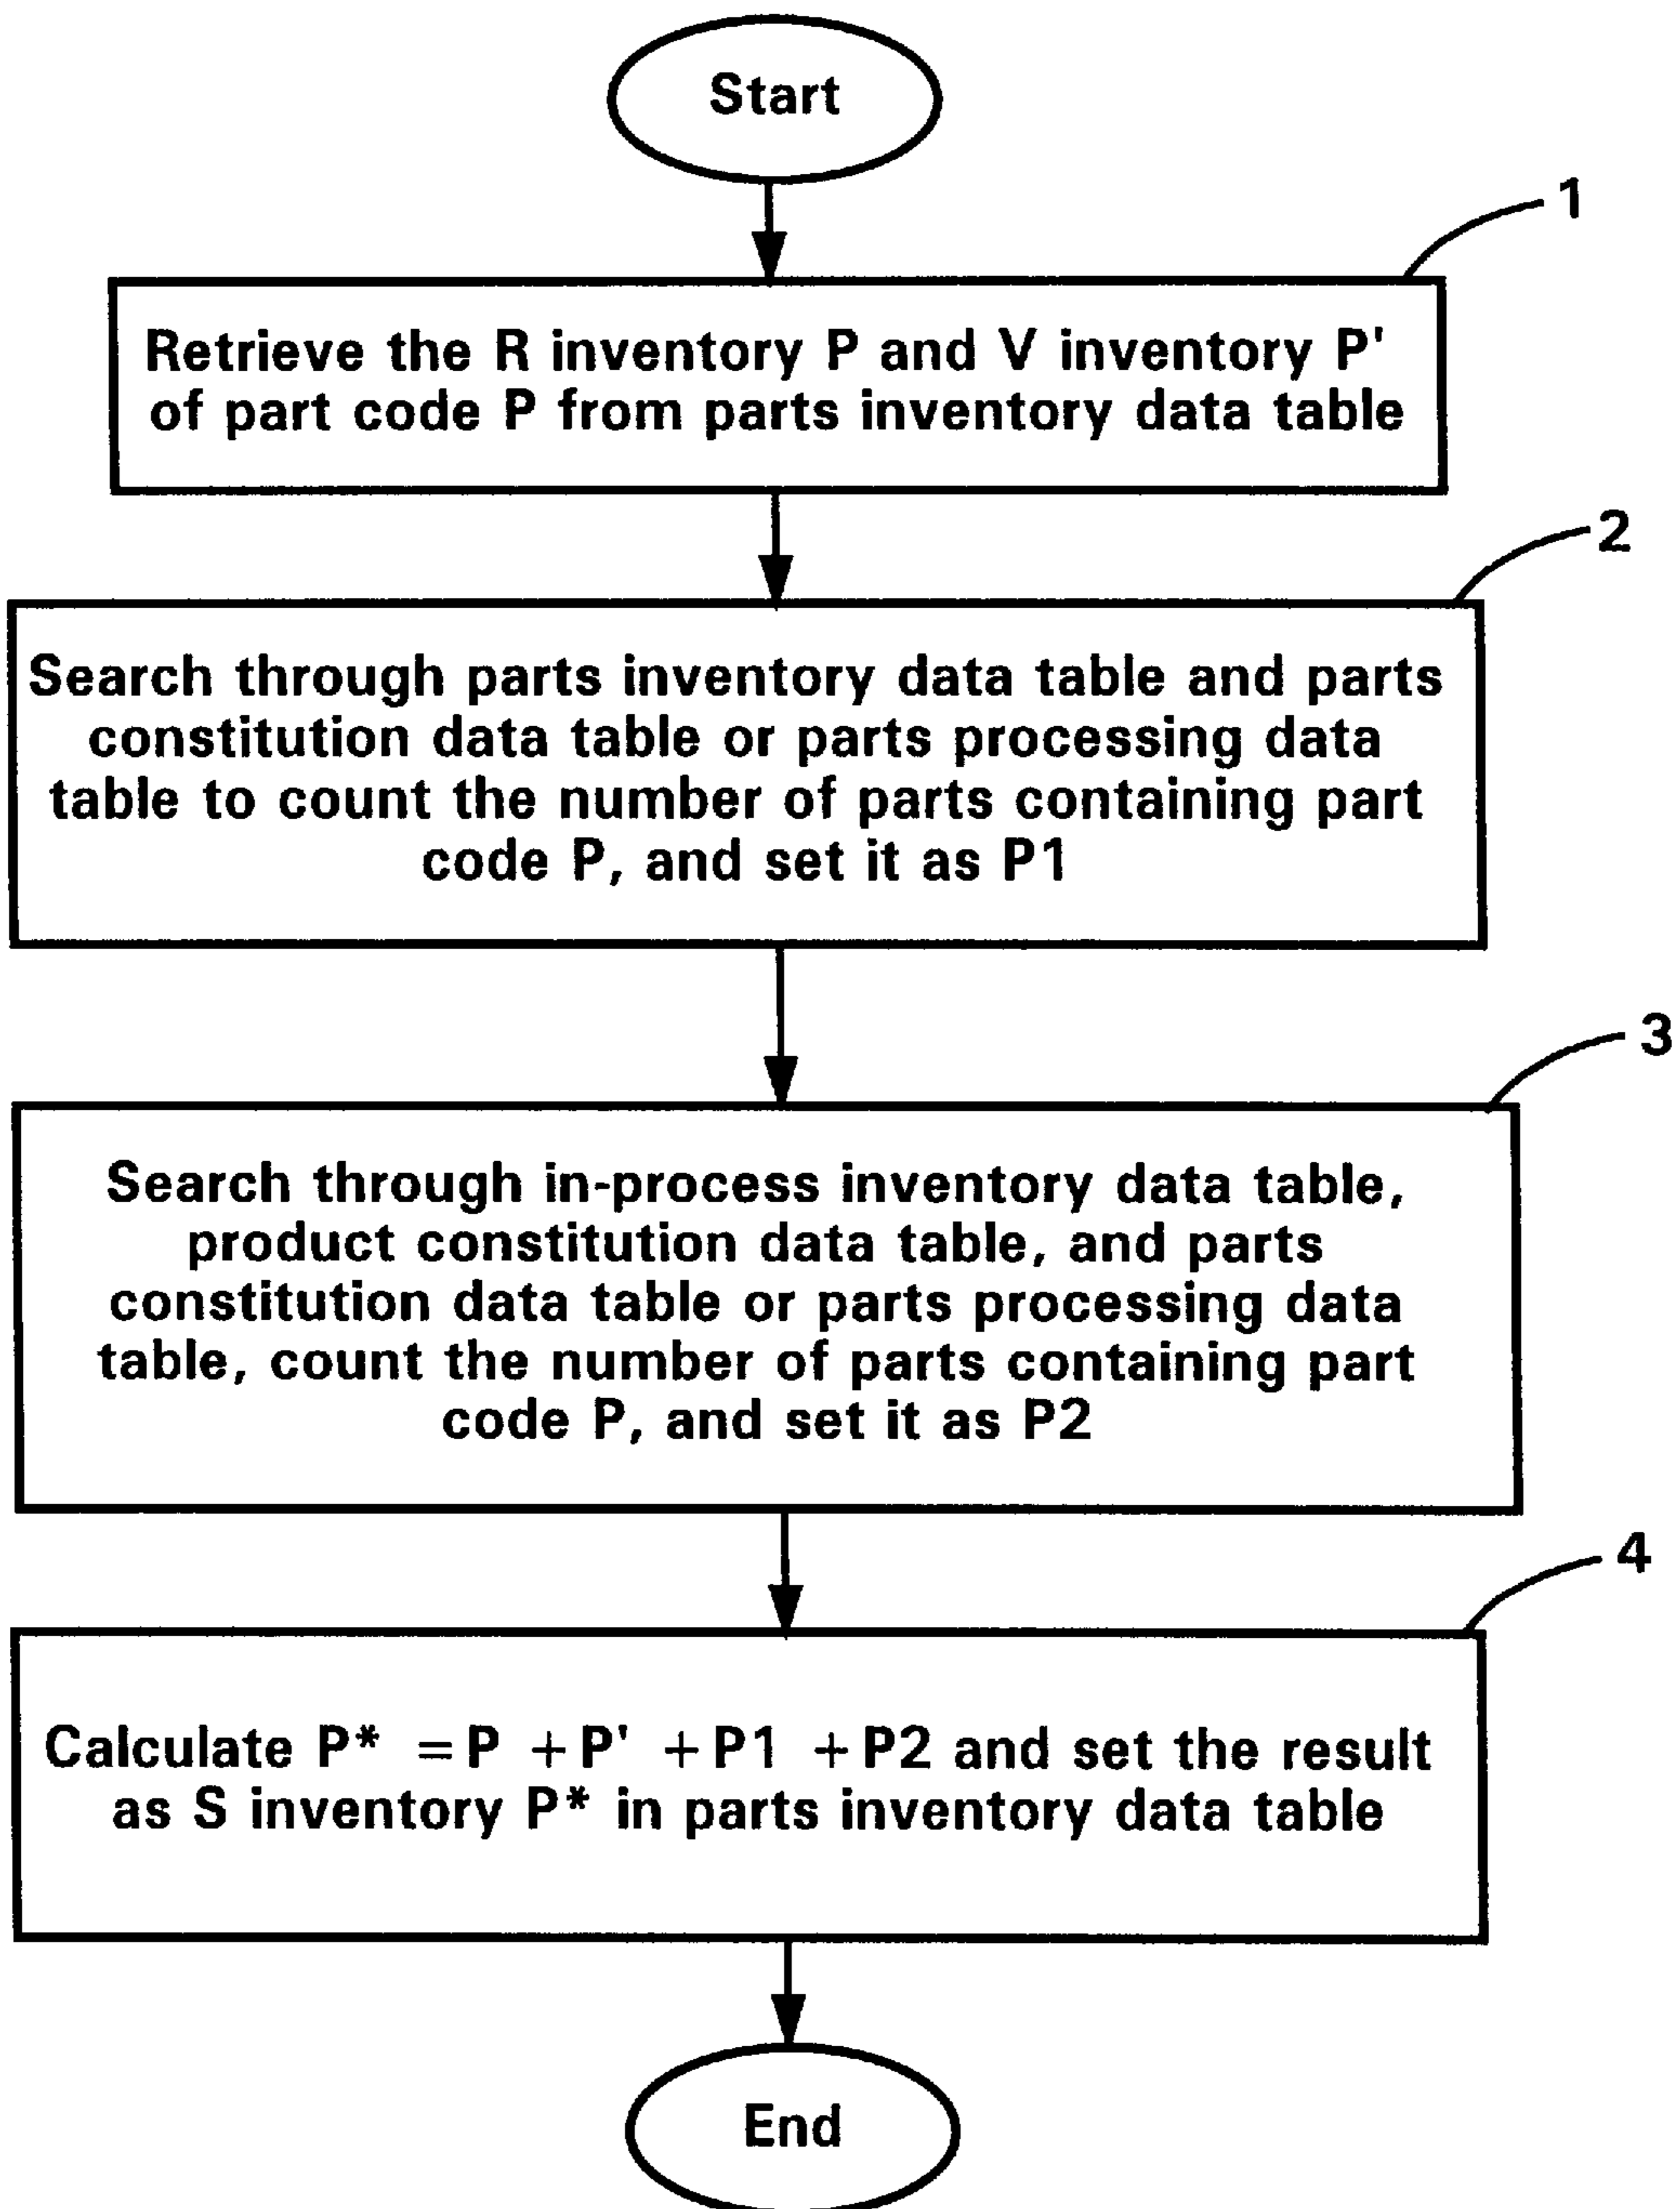 Start
1
Retrieve the R inventory P and V inventory P'
of part code P from parts inventory data table
2
Search through parts inventory data table and parts
constitution data table or parts processing data
table to count the number of parts containing part
code P, and set it as P1
3
Search through in-process inventory data table,
product constitution data table, and parts
constitution data table or parts processing data
table, count the number of parts containing part
code P, and set it as P2
4
Calculate P* = P + P' + P1 + P2 and set the result
as S inventory P* in parts inventory data table
End